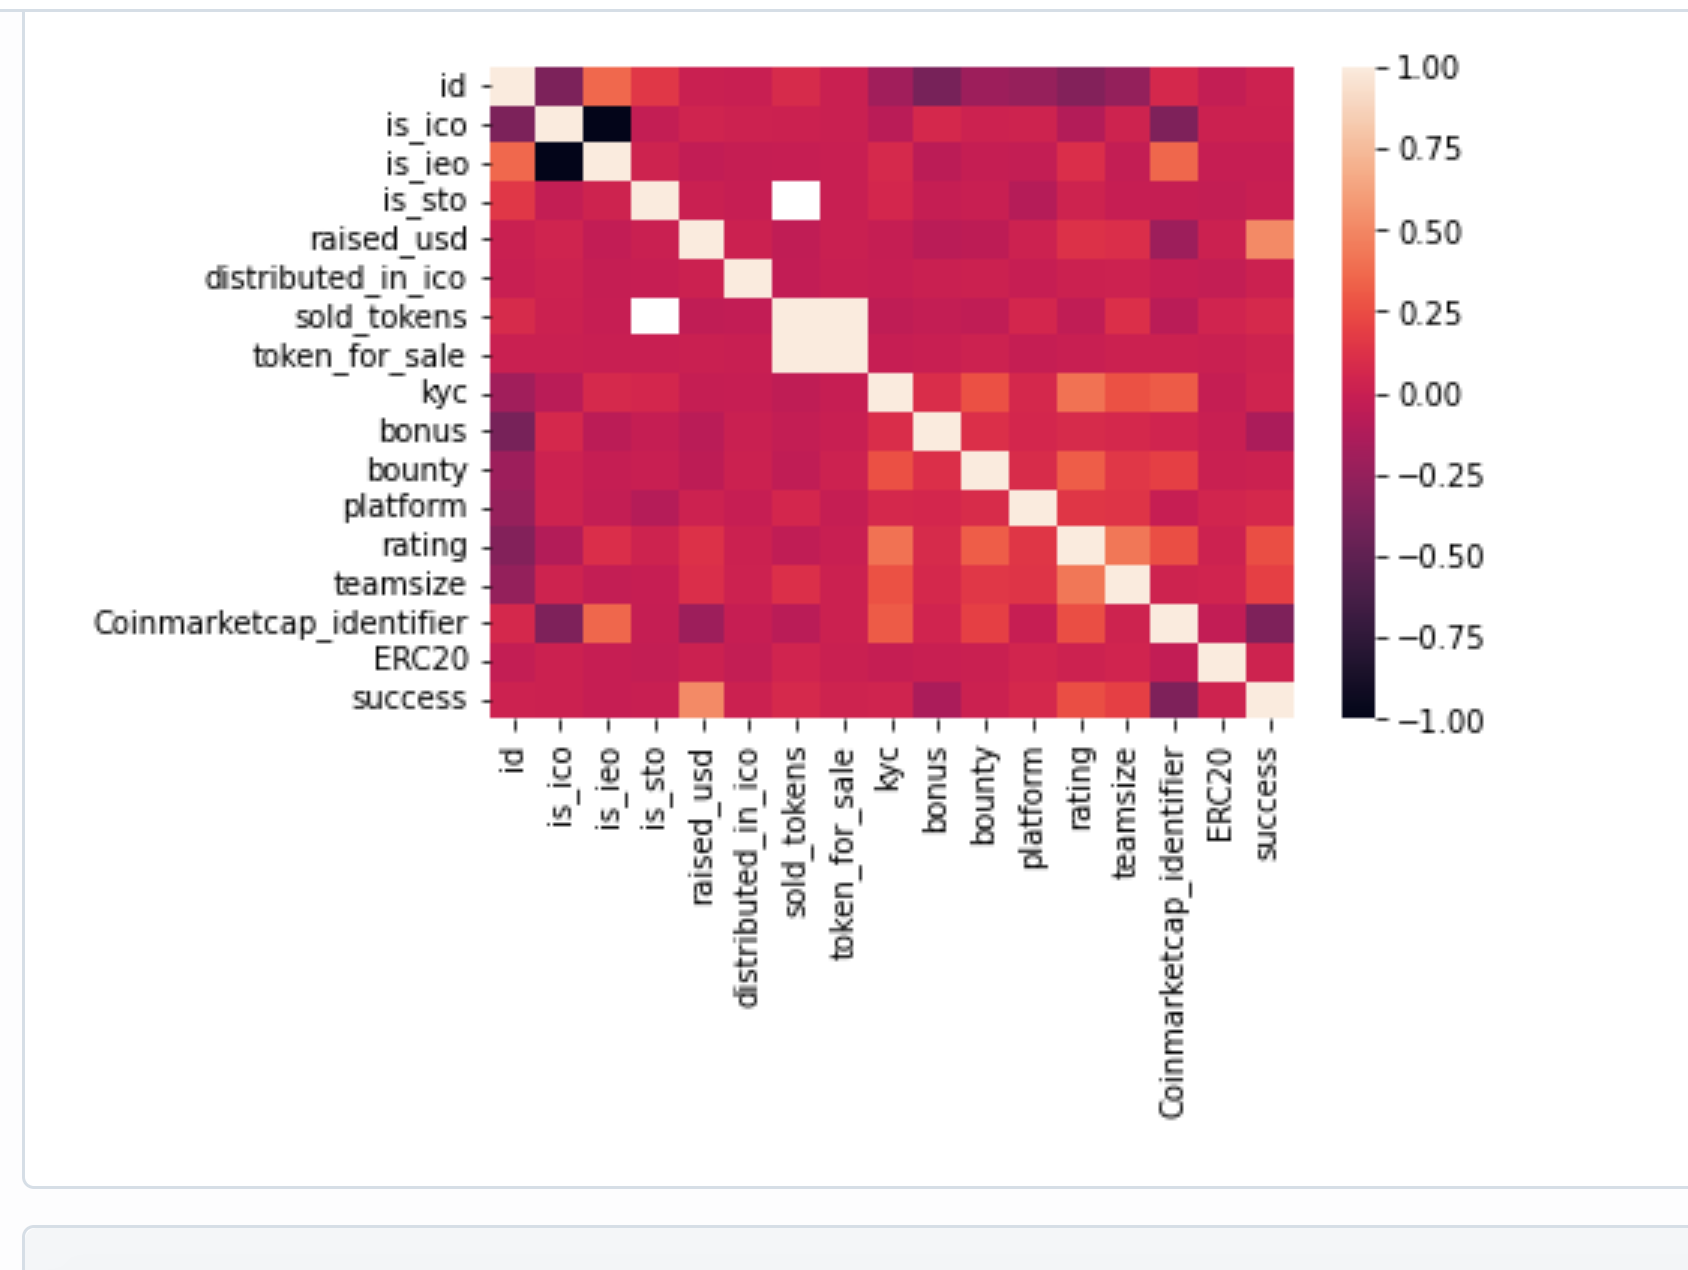 id
is_ico
is_ieo
is_sto
raised_usd
distributed_in_ico
sold_tokens
token_for_sale
kyc
bonus
bounty
platform
rating
teamsize
Coinmarketcap_identifier
ERC20
success
id
is_ico
is_ieo
is_sto
raised_usd
distributed_in_ico
sold_tokens
token_for_sale
kyc
bonus
bounty
platform
rating
teamsize
Coinmarketcap_identifier
ERC20
success
1.00
0.75
0.50
0.25
0.00
−0.25
−0.50
−0.75
−1.00